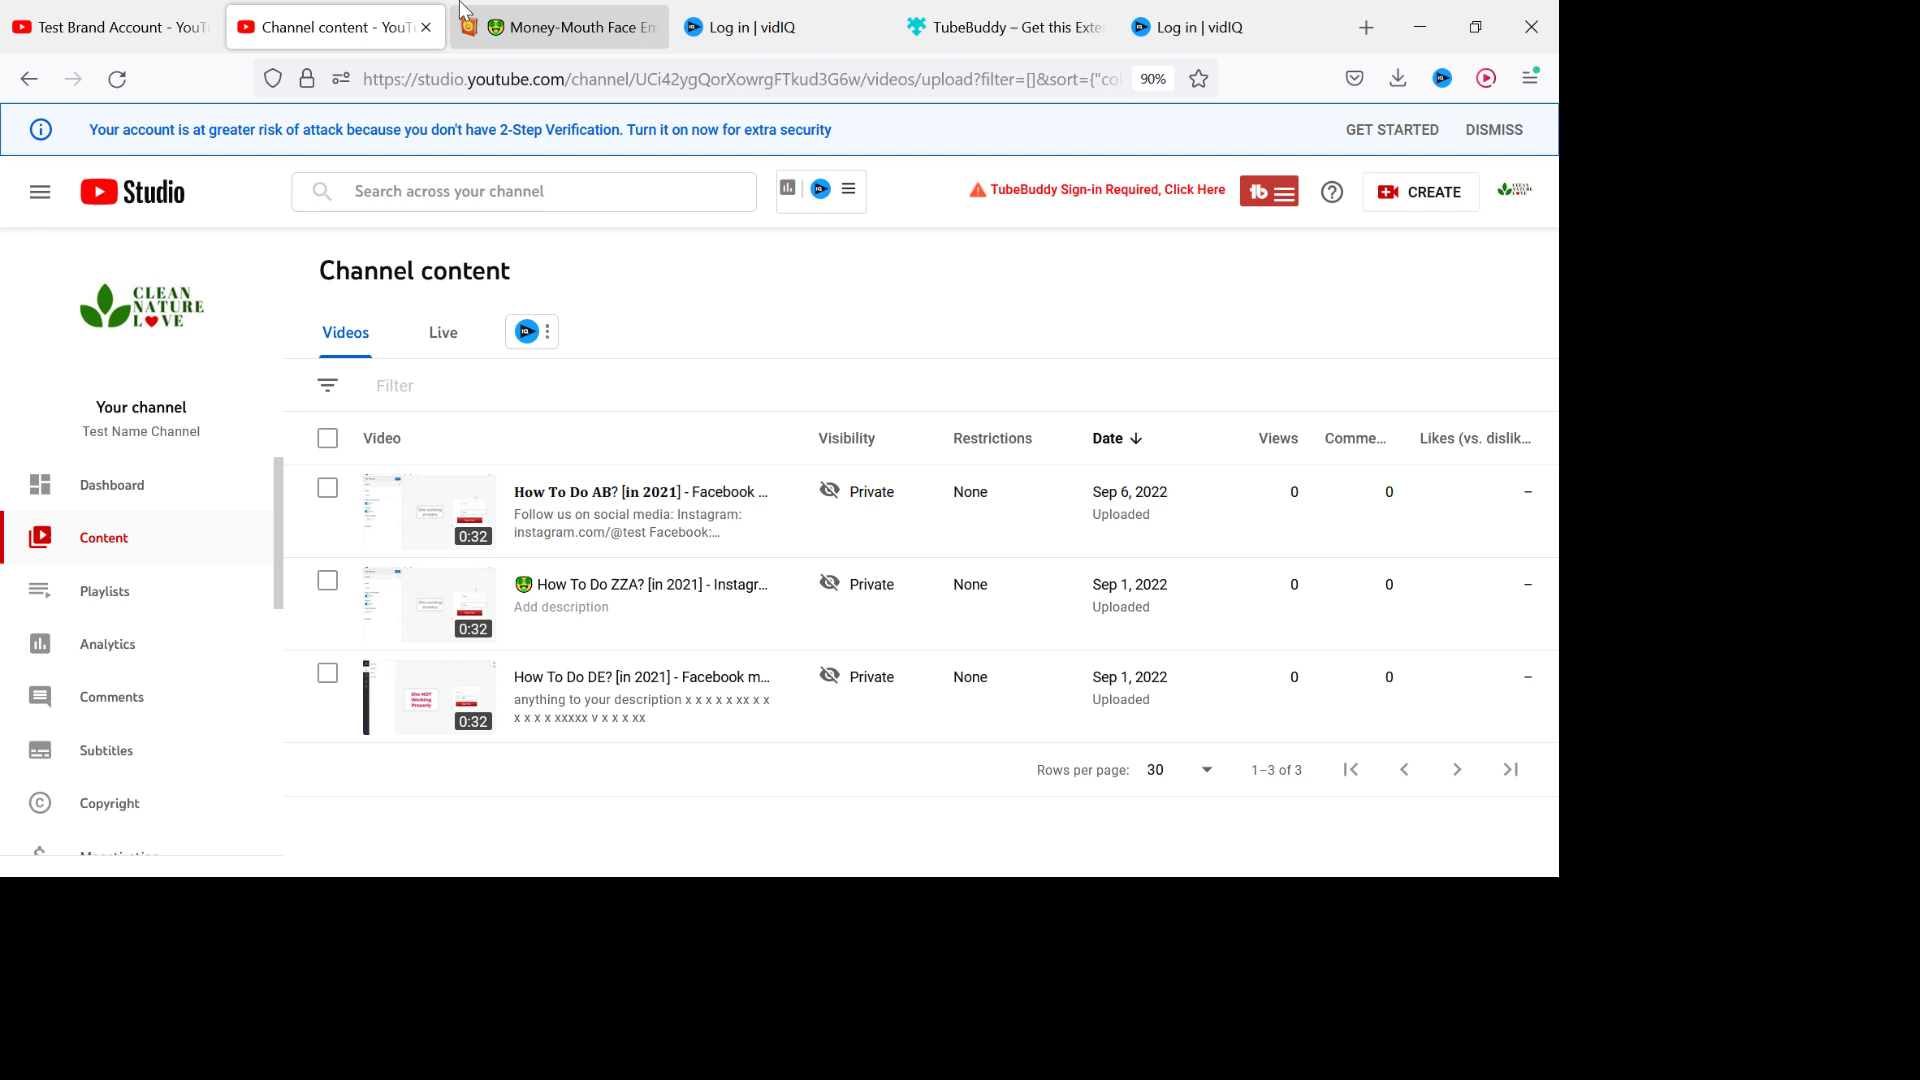 Test Brand Account - YouT
Channel content - YouTu
Money-Mouth Face Em
Log in | vidIQ
TubeBuddy – Get this Exte
Log in | vidIQ
https://studio.youtube.com/channel/UCi42ygQorXowrgFTkud3G6w/videos/upload?filter=[]&sort={"co
90%
Your account is at greater risk of attack because you don't have 2-Step Verification. Turn it on now for extra security
GET STARTED
DISMISS
Studio
Search across your channel
TubeBuddy Sign-in Required, Click Here
CREATE
CLEAN
NATURE
LOVE
Your channel
Test Name Channel
Dashboard
Content
Playlists
Analytics
Comments
Subtitles
Copyright
Channel content
Videos
Live
Filter
Video
Visibility
Restrictions
Date
Views
Comme...
Likes (vs. dislik...
How To Do AB? [in 2021] - Facebook ...
Follow us on social media: Instagram:
instagram.com/@test Facebook:...
0:32
Private
None
Sep 6, 2022
Uploaded
0
0
–
How To Do ZZA? [in 2021] - Instagr...
Add description
0:32
Private
None
Sep 1, 2022
Uploaded
0
0
–
How To Do DE? [in 2021] - Facebook m...
anything to your description x x x x x xx x x
x x x x xxxxx v x x x xx
Site NOT
Working
Properly
0:32
Private
None
Sep 1, 2022
Uploaded
0
0
–
Rows per page:
30
1–3 of 3